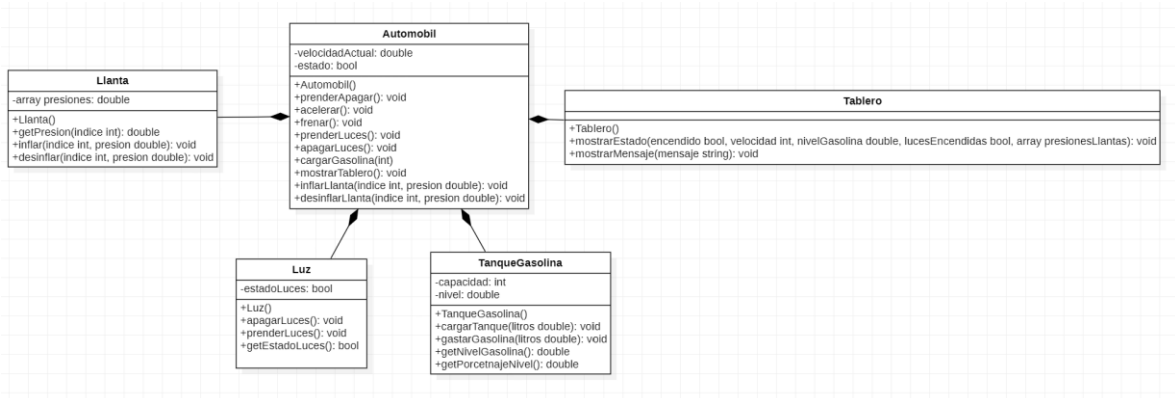 Automobil
-velocidadActual: double
-estado: bool
+Automobil()
+prenderApagar(): void
+acelerar(): void
+frenar(): void
+prenderLuces(): void
+apagarLuces(): void
+cargarGasolina(int)
+mostrarTablero(): void
+inflarLlanta(indice int, presion double): void
+desinflarLlanta(indice int, presion double): void
Llanta
-array presiones: double
+Llanta()
+getPresion(indice int): double
+inflar(indice int, presion double): void
+desinflar(indice int, presion double): void
Tablero
+Tablero()
+mostrarEstado(encendido bool, velocidad int, nivelGasolina double, lucesEncendidas bool, array presionesLlantas): void
+mostrarMensaje(mensaje string): void
Luz
-estadoLuces: bool
+Luz()
+apagarLuces(): void
+prenderLuces(): void
+getEstadoLuces(): bool
TanqueGasolina
-capacidad: int
-nivel: double
+TanqueGasolina()
+cargarTanque(litros double): void
+gastarGasolina(litros double): void
+getNivelGasolina(): double
+getPorcetnajeNivel(): double